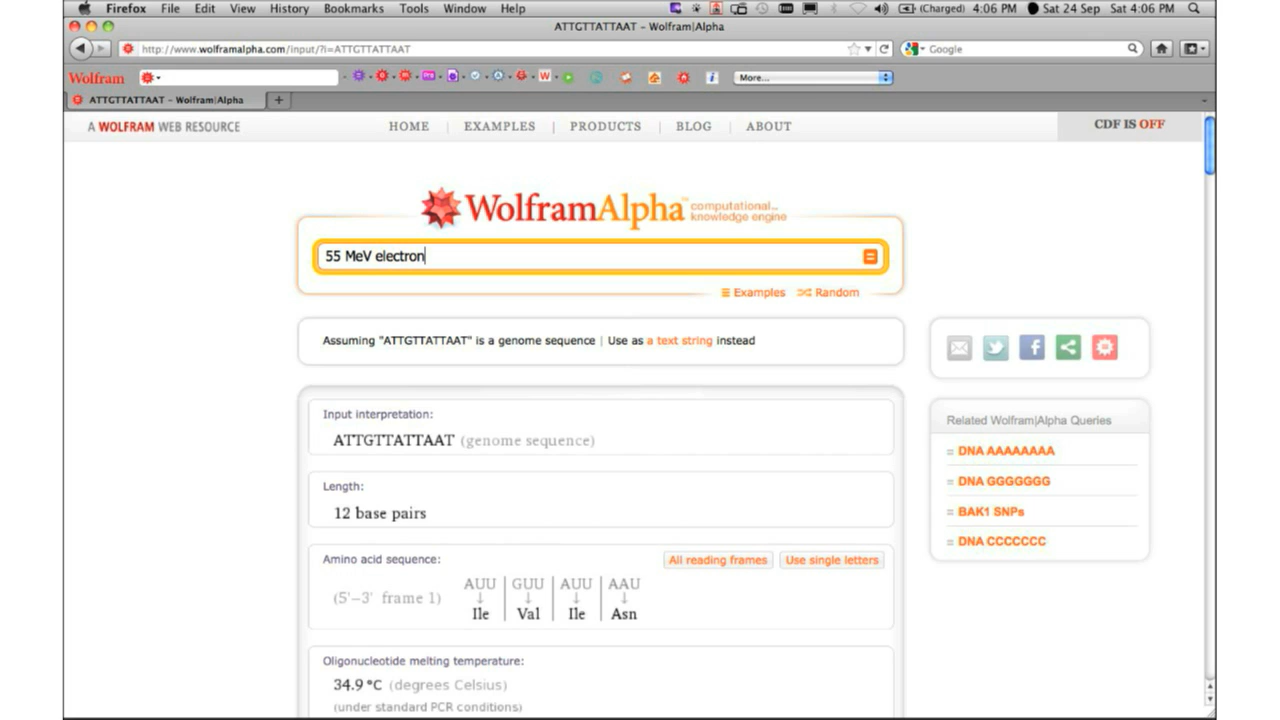 Firefox File Edit View History Bookmarks Tools Window Help (Charged) 4:06 PM Sat 24 Sep Sat 4:06 PM
ATTGTTATTAAT – Wolfram|Alpha
http://www.wolframalpha.com/input/?i=ATTGTTATTAAT Google
Wolfram More...
ATTGTTATTAAT – Wolfram|Alpha
A WOLFRAM WEB RESOURCE HOME | EXAMPLES | PRODUCTS | BLOG | ABOUT CDF IS OFF
WolframAlpha computational... knowledge engine
55 MeV electron
Examples Random
Assuming "ATTGTTATTAAT" is a genome sequence | Use as a text string instead
Input interpretation:
ATTGTTATTAAT (genome sequence)
Length:
12 base pairs
Amino acid sequence: All reading frames Use single letters
AUU GUU AUU AAU
(5'–3' frame 1) ↓ ↓ ↓ ↓
Ile Val Ile Asn
Oligonucleotide melting temperature:
34.9 °C (degrees Celsius)
(under standard PCR conditions)
Related Wolfram|Alpha Queries
DNA AAAAAAAA
DNA GGGGGGG
BAK1 SNPs
DNA CCCCCCC